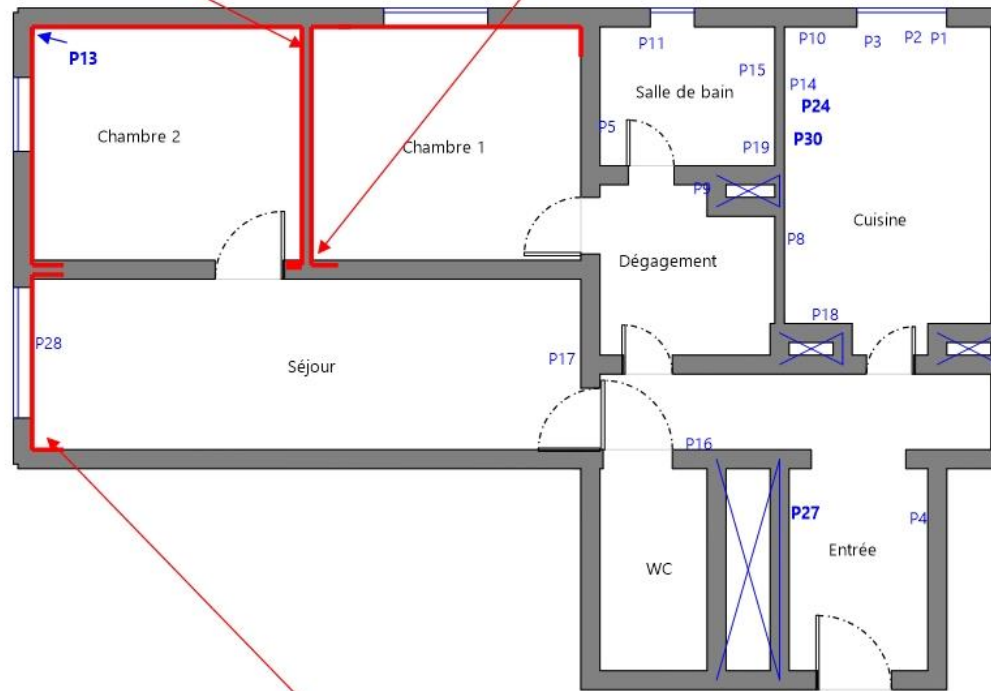 P11
P10
P3
P2
P1
P13
P15
P14
Salle de bain
P24
P5
Chambre 2
Chambre 1
P19
P30
P9
Cuisine
P8
Dégagement
P18
P28
P17
Séjour
P16
P27
P4
Entrée
WC